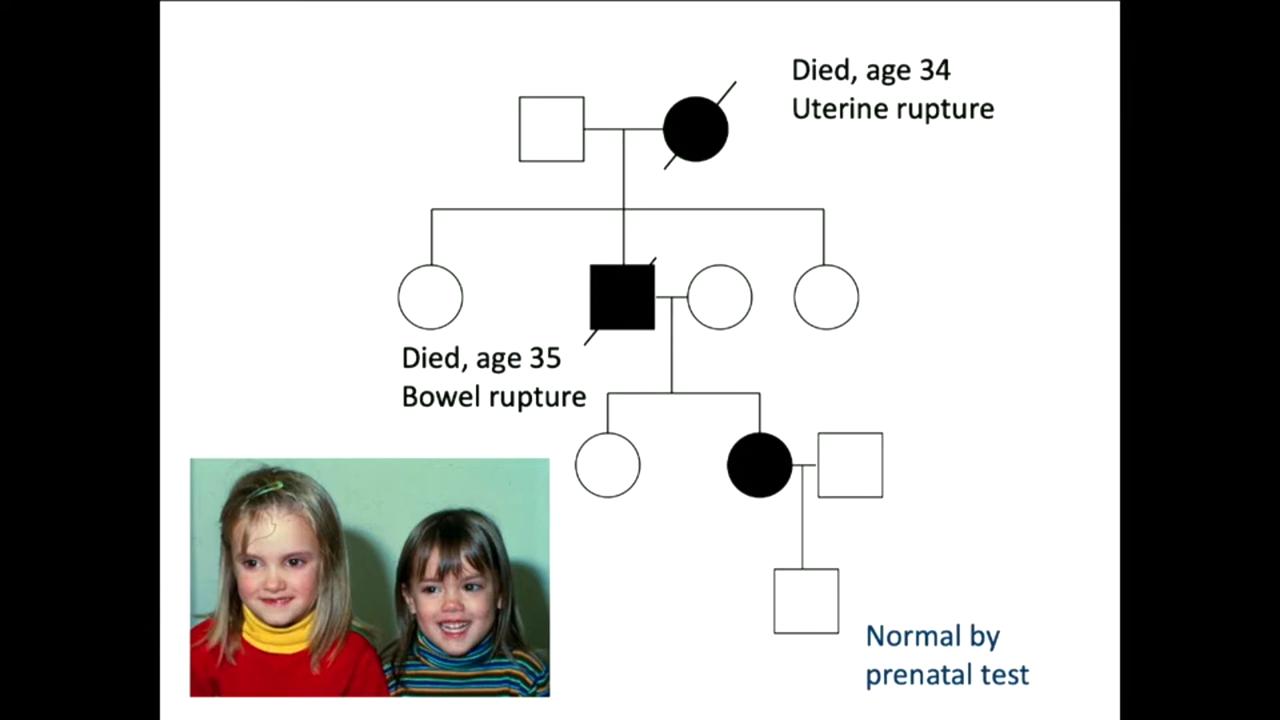 Died, age 34
Uterine rupture
Died, age 35
Bowel rupture
Normal by
prenatal test